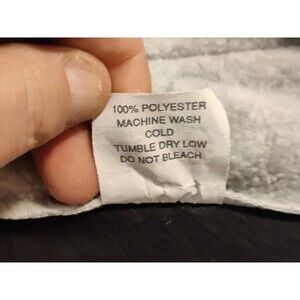 100% POLYESTER
MACHINE WASH
COLD
TUMBLE DRY LOW
DO NOT BLEACH